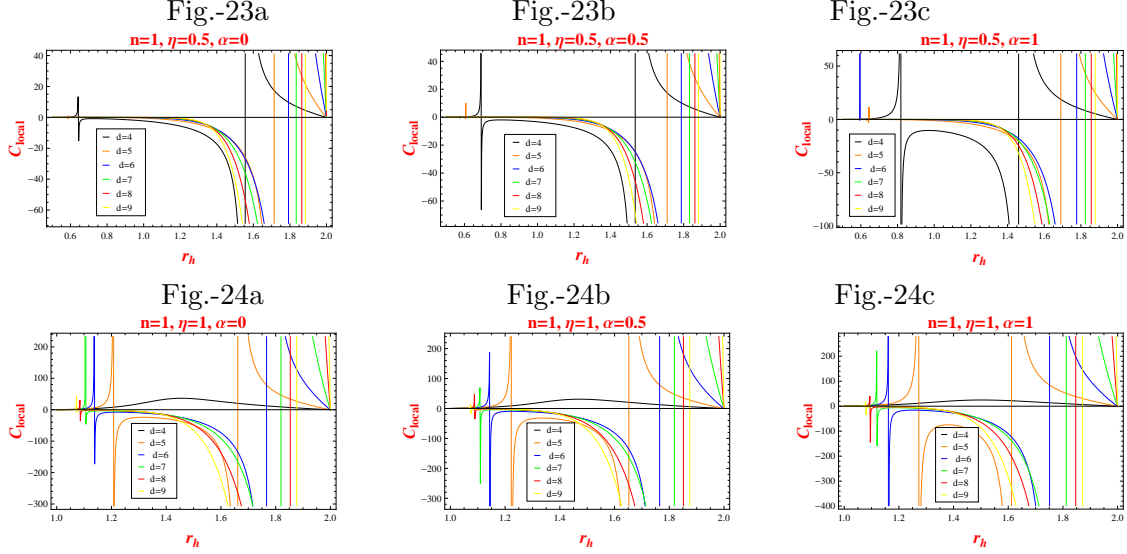 Fig.-23a
n=1, η=0.5, α=0
C_local
40
20
0
−20
−40
−60
d=4
d=5
d=6
d=7
d=8
d=9
0.6 0.8 1.0 1.2 1.4 1.6 1.8 2.0
r_h
Fig.-23b
n=1, η=0.5, α=0.5
C_local
40
20
0
−20
−40
−60
d=4
d=5
d=6
d=7
d=8
d=9
0.6 0.8 1.0 1.2 1.4 1.6 1.8 2.0
r_h
Fig.-23c
n=1, η=0.5, α=1
C_local
50
0
−50
−100
d=4
d=5
d=6
d=7
d=8
d=9
0.6 0.8 1.0 1.2 1.4 1.6 1.8 2.0
r_h
Fig.-24a
n=1, η=1, α=0
C_local
200
100
0
−100
−200
−300
d=4
d=5
d=6
d=7
d=8
d=9
1.0 1.2 1.4 1.6 1.8 2.0
r_h
Fig.-24b
n=1, η=1, α=0.5
C_local
200
100
0
−100
−200
−300
d=4
d=5
d=6
d=7
d=8
d=9
1.0 1.2 1.4 1.6 1.8 2.0
r_h
Fig.-24c
n=1, η=1, α=1
C_local
200
100
0
−100
−200
−300
−400
d=4
d=5
d=6
d=7
d=8
d=9
1.0 1.2 1.4 1.6 1.8 2.0
r_h